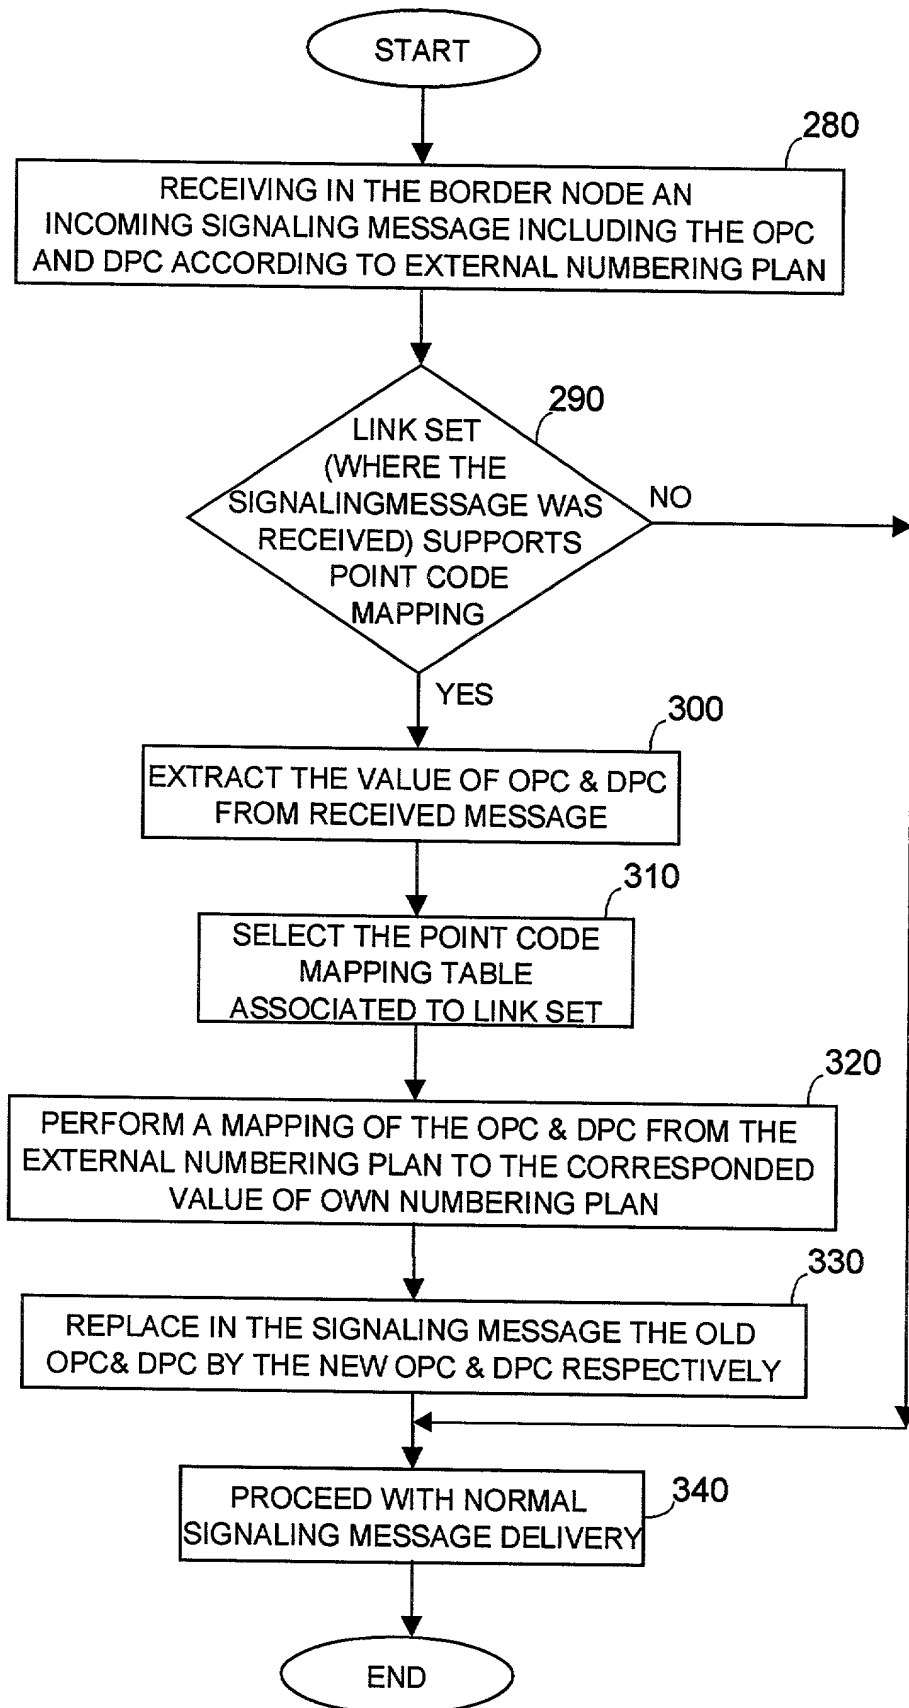 START
280
RECEIVING IN THE BORDER NODE AN
INCOMING SIGNALING MESSAGE INCLUDING THE OPC
AND DPC ACCORDING TO EXTERNAL NUMBERING PLAN
290
LINK SET
(WHERE THE
SIGNALINGMESSAGE WAS
RECEIVED) SUPPORTS
POINT CODE
MAPPING
NO
YES
300
EXTRACT THE VALUE OF OPC & DPC
FROM RECEIVED MESSAGE
310
SELECT THE POINT CODE
MAPPING TABLE
ASSOCIATED TO LINK SET
320
PERFORM A MAPPING OF THE OPC & DPC FROM THE
EXTERNAL NUMBERING PLAN TO THE CORRESPONDED
VALUE OF OWN NUMBERING PLAN
330
REPLACE IN THE SIGNALING MESSAGE THE OLD
OPC& DPC BY THE NEW OPC & DPC RESPECTIVELY
340
PROCEED WITH NORMAL
SIGNALING MESSAGE DELIVERY
END